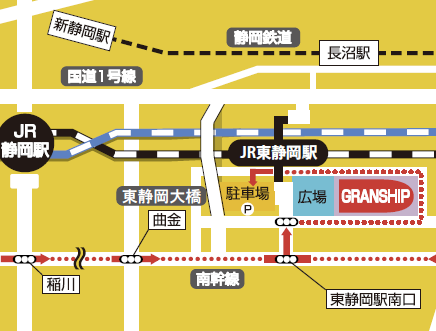 新静岡駅
静岡鉄道
長沼駅
国道1号線
JR
静岡駅
JR東静岡駅
東静岡大橋
駐車場
P
広場
GRANSHIP
曲金
稲川
南幹線
東静岡駅南口